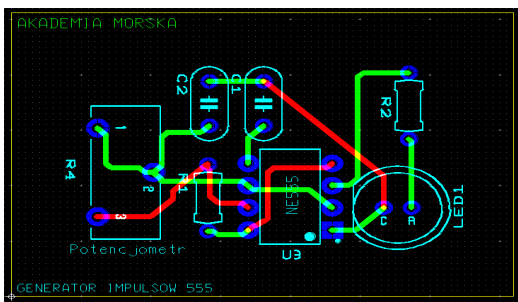 AKADEMIA MORSKA
C2
C1
R2
1
R4
2
R1
NE555
LED1
3
C
A
Potencjometr
U3
GENERATOR IMPULSOW 555